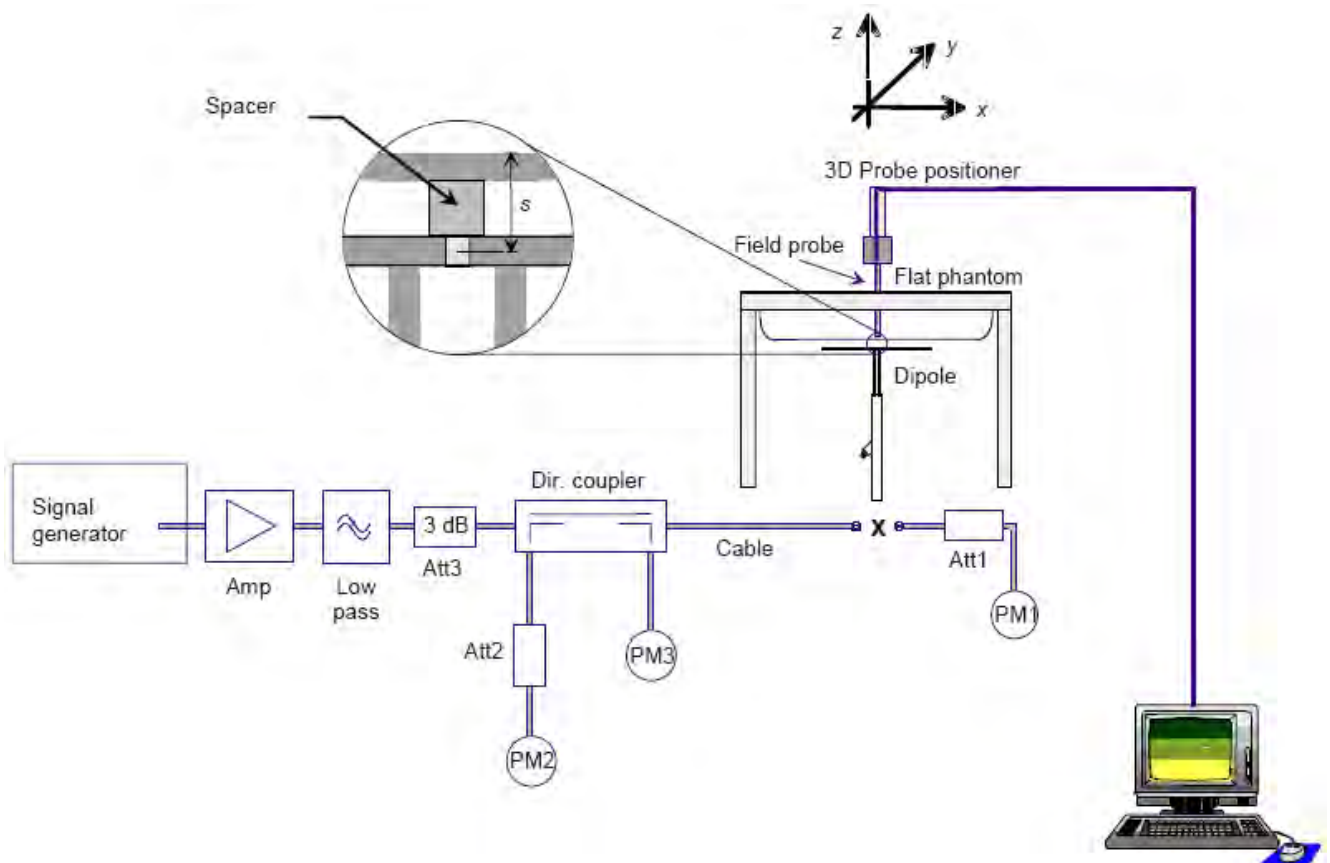 z
y
x
Spacer
s
3D Probe positioner
Field probe
Flat phantom
Dipole
Signal
generator
Amp
Low
pass
3 dB
Att3
Dir. coupler
Cable
X
Att1
PM1
Att2
PM3
PM2